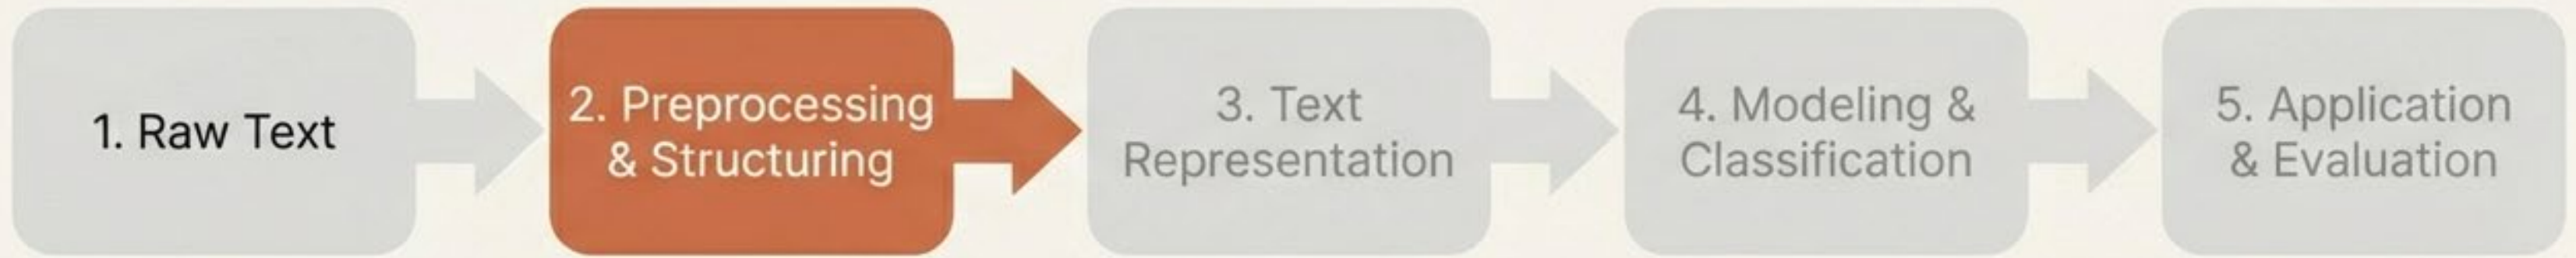 1. Raw Text
2. Preprocessing
& Structuring
3. Text
Representation
4. Modeling &
Classification
5. Application
& Evaluation